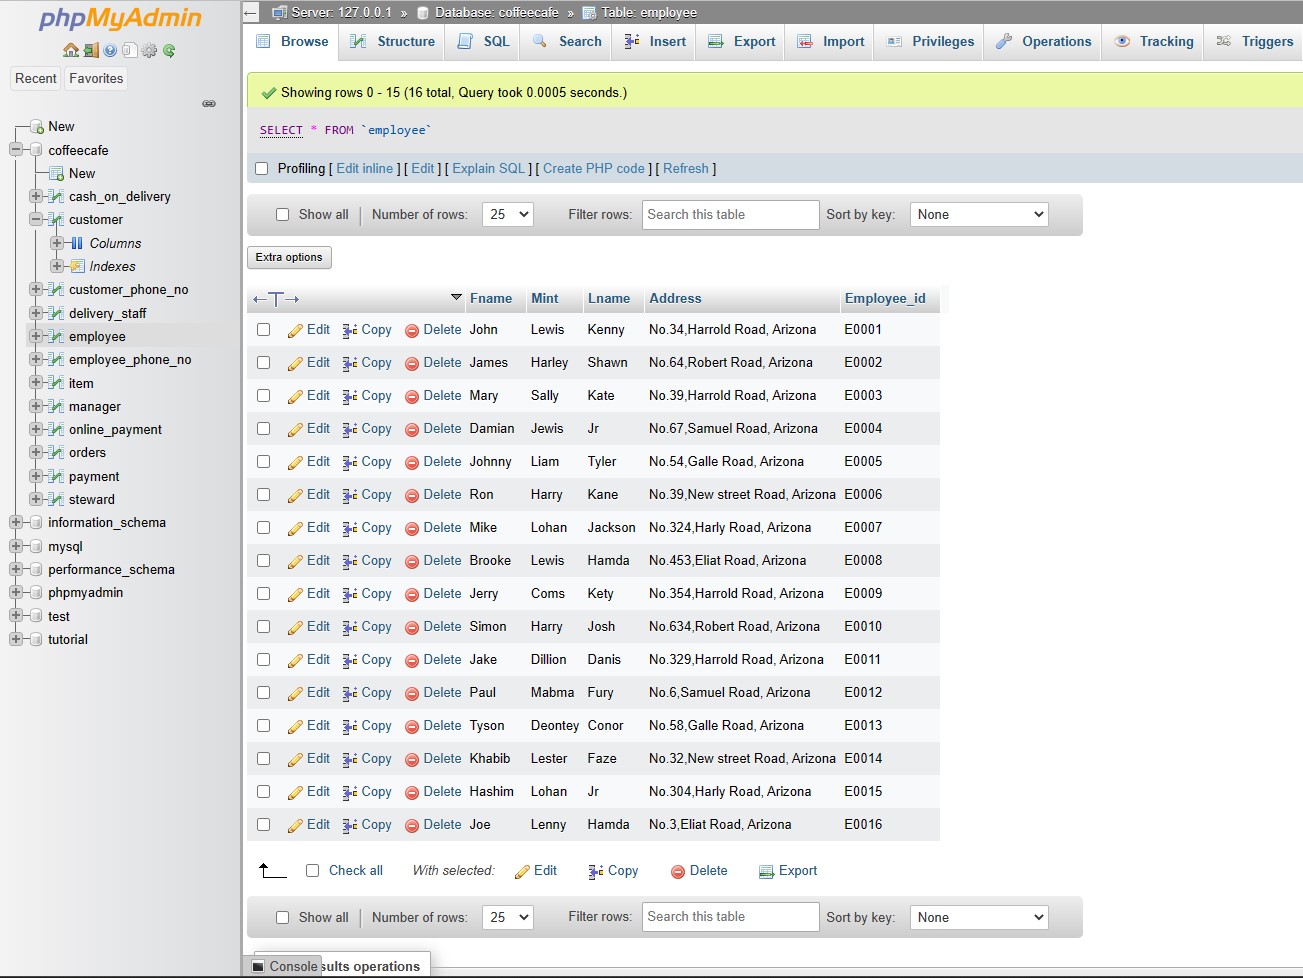 phpMyAdmin
Recent Favorites
New
coffeecafe
New
cash_on_delivery
customer
Columns
Indexes
customer_phone_no
delivery_staff
employee
employee_phone_no
item
manager
online_payment
orders
payment
steward
information_schema
mysql
performance_schema
phpmyadmin
test
tutorial
Server: 127.0.0.1 » Database: coffeecafe » Table: employee
Browse Structure SQL Search Insert Export Import Privileges Operations Tracking Triggers
Showing rows 0 - 15 (16 total, Query took 0.0005 seconds.)
SELECT * FROM `employee`
Profiling [ Edit inline ] [ Edit ] [ Explain SQL ] [ Create PHP code ] [ Refresh ]
Show all Number of rows: 25 Filter rows: Search this table Sort by key: None
Extra options
←T→ Fname Mint Lname Address Employee_id
Edit Copy Delete John Lewis Kenny No.34,Harrold Road, Arizona E0001
Edit Copy Delete James Harley Shawn No.64,Robert Road, Arizona E0002
Edit Copy Delete Mary Sally Kate No.39,Harrold Road, Arizona E0003
Edit Copy Delete Damian Jewis Jr No.67,Samuel Road, Arizona E0004
Edit Copy Delete Johnny Liam Tyler No.54,Galle Road, Arizona E0005
Edit Copy Delete Ron Harry Kane No.39,New street Road, Arizona E0006
Edit Copy Delete Mike Lohan Jackson No.324,Harly Road, Arizona E0007
Edit Copy Delete Brooke Lewis Hamda No.453,Eliat Road, Arizona E0008
Edit Copy Delete Jerry Coms Kety No.354,Harrold Road, Arizona E0009
Edit Copy Delete Simon Harry Josh No.634,Robert Road, Arizona E0010
Edit Copy Delete Jake Dillion Danis No.329,Harrold Road, Arizona E0011
Edit Copy Delete Paul Mabma Fury No.6,Samuel Road, Arizona E0012
Edit Copy Delete Tyson Deontey Conor No.58,Galle Road, Arizona E0013
Edit Copy Delete Khabib Lester Faze No.32,New street Road, Arizona E0014
Edit Copy Delete Hashim Lohan Jr No.304,Harly Road, Arizona E0015
Edit Copy Delete Joe Lenny Hamda No.3,Eliat Road, Arizona E0016
Check all With selected: Edit Copy Delete Export
Show all Number of rows: 25 Filter rows: Search this table Sort by key: None
Console sults operations